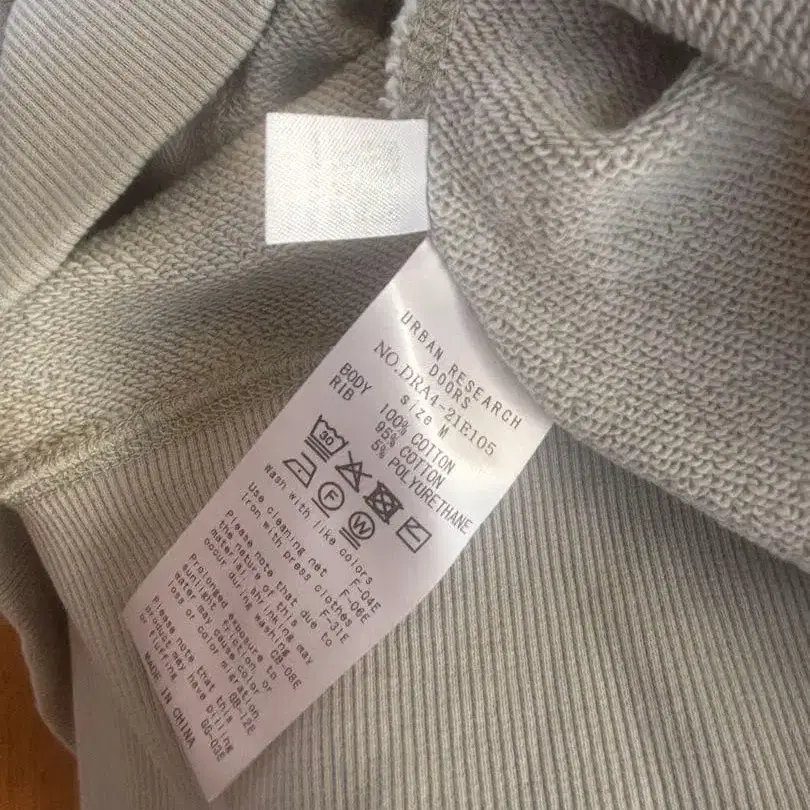 URBAN RESEARCH
DOORS
NO.DRA4-21E105
size M
BODY 100% COTTON
RIB 95% COTTON
5% POLYURETHANE
30
F W
wash with like colors F-04E
Use cleaning net F-06E
Iron with press clothes F-31E
Please note that due to
the nature of this
material, shrinking may
occur during washing GB-08E
Prolonged exposure to
sunlight, friction, or
water may cause color
loss or color migration GB-12E
Please note that this
product may have pilling
or fluffing GG-03E
MADE IN CHINA